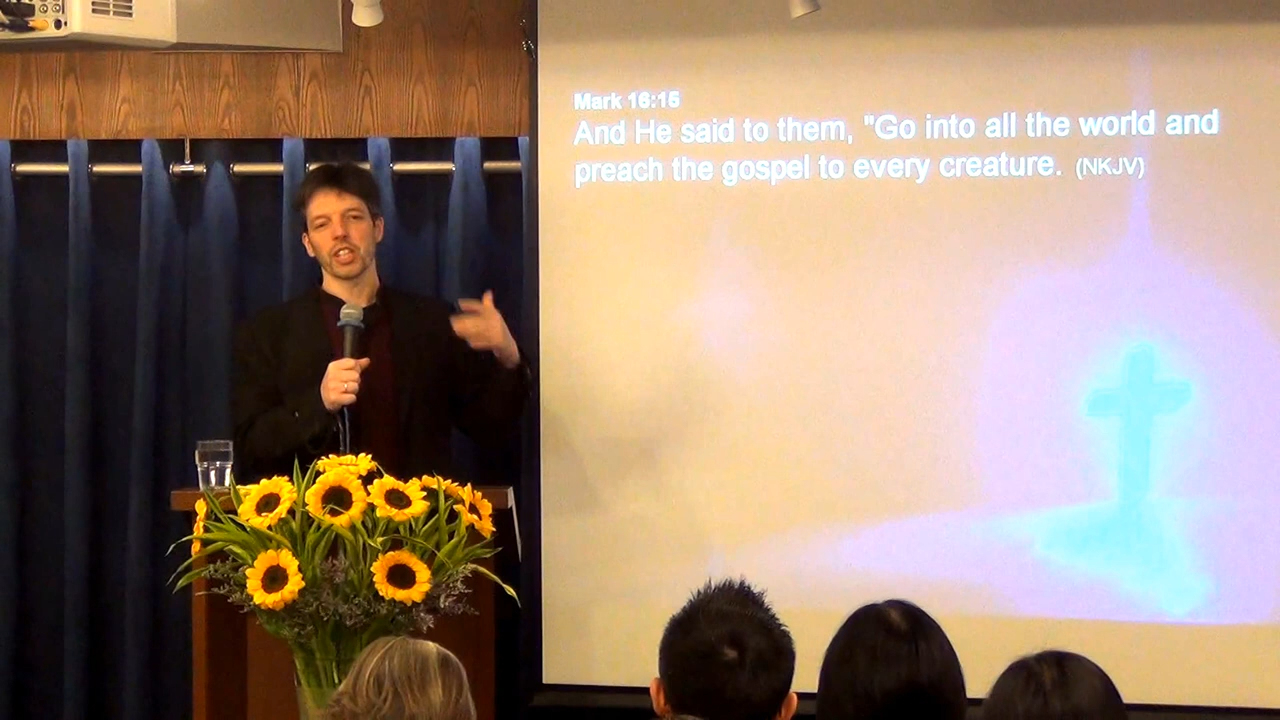 Mark 16:15
And He said to them, "Go into all the world and
preach the gospel to every creature. (NKJV)